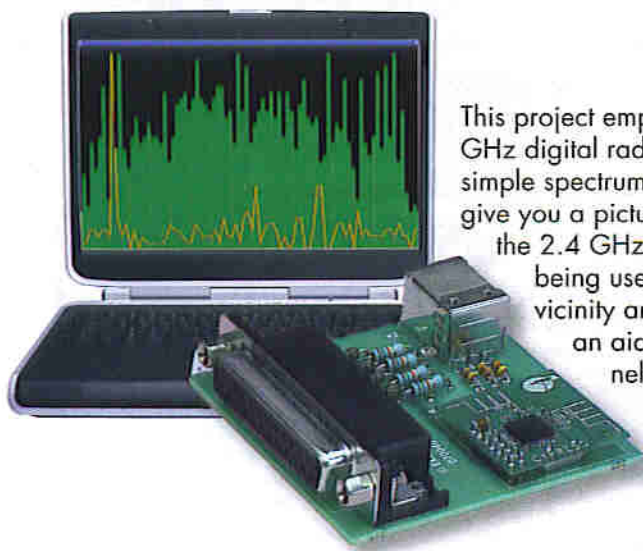 This project emp
GHz digital rad
simple spectrum
give you a pictu
the 2.4 GHz
being use
vicinity an
an aid
nel